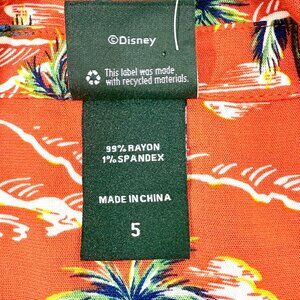 ©Disney
This label was made
with recycled materials.
99% RAYON
1% SPANDEX
MADE IN CHINA
5